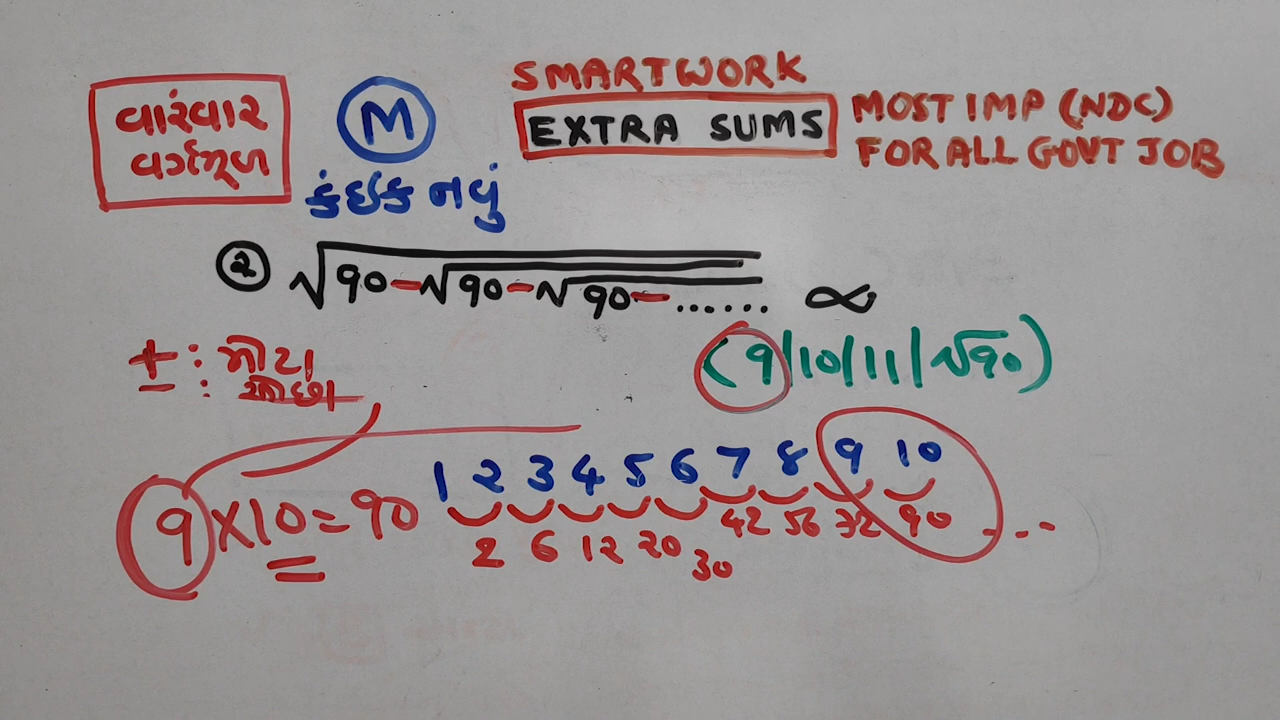 SMARTWORK
વારંવાર
વર્ગમૂળ
M
કંઈક નવું
EXTRA SUMS
MOST IMP (NDC)
FOR ALL GOVT JOB
② √90-√90-√90-...... ∞
+ : મોટા
- : ઓછા
(9/10/11/√90)
9×10=90
1 2 3 4 5 6 7 8 9 10
2 6 12 20 30 42 56 72 90 ...